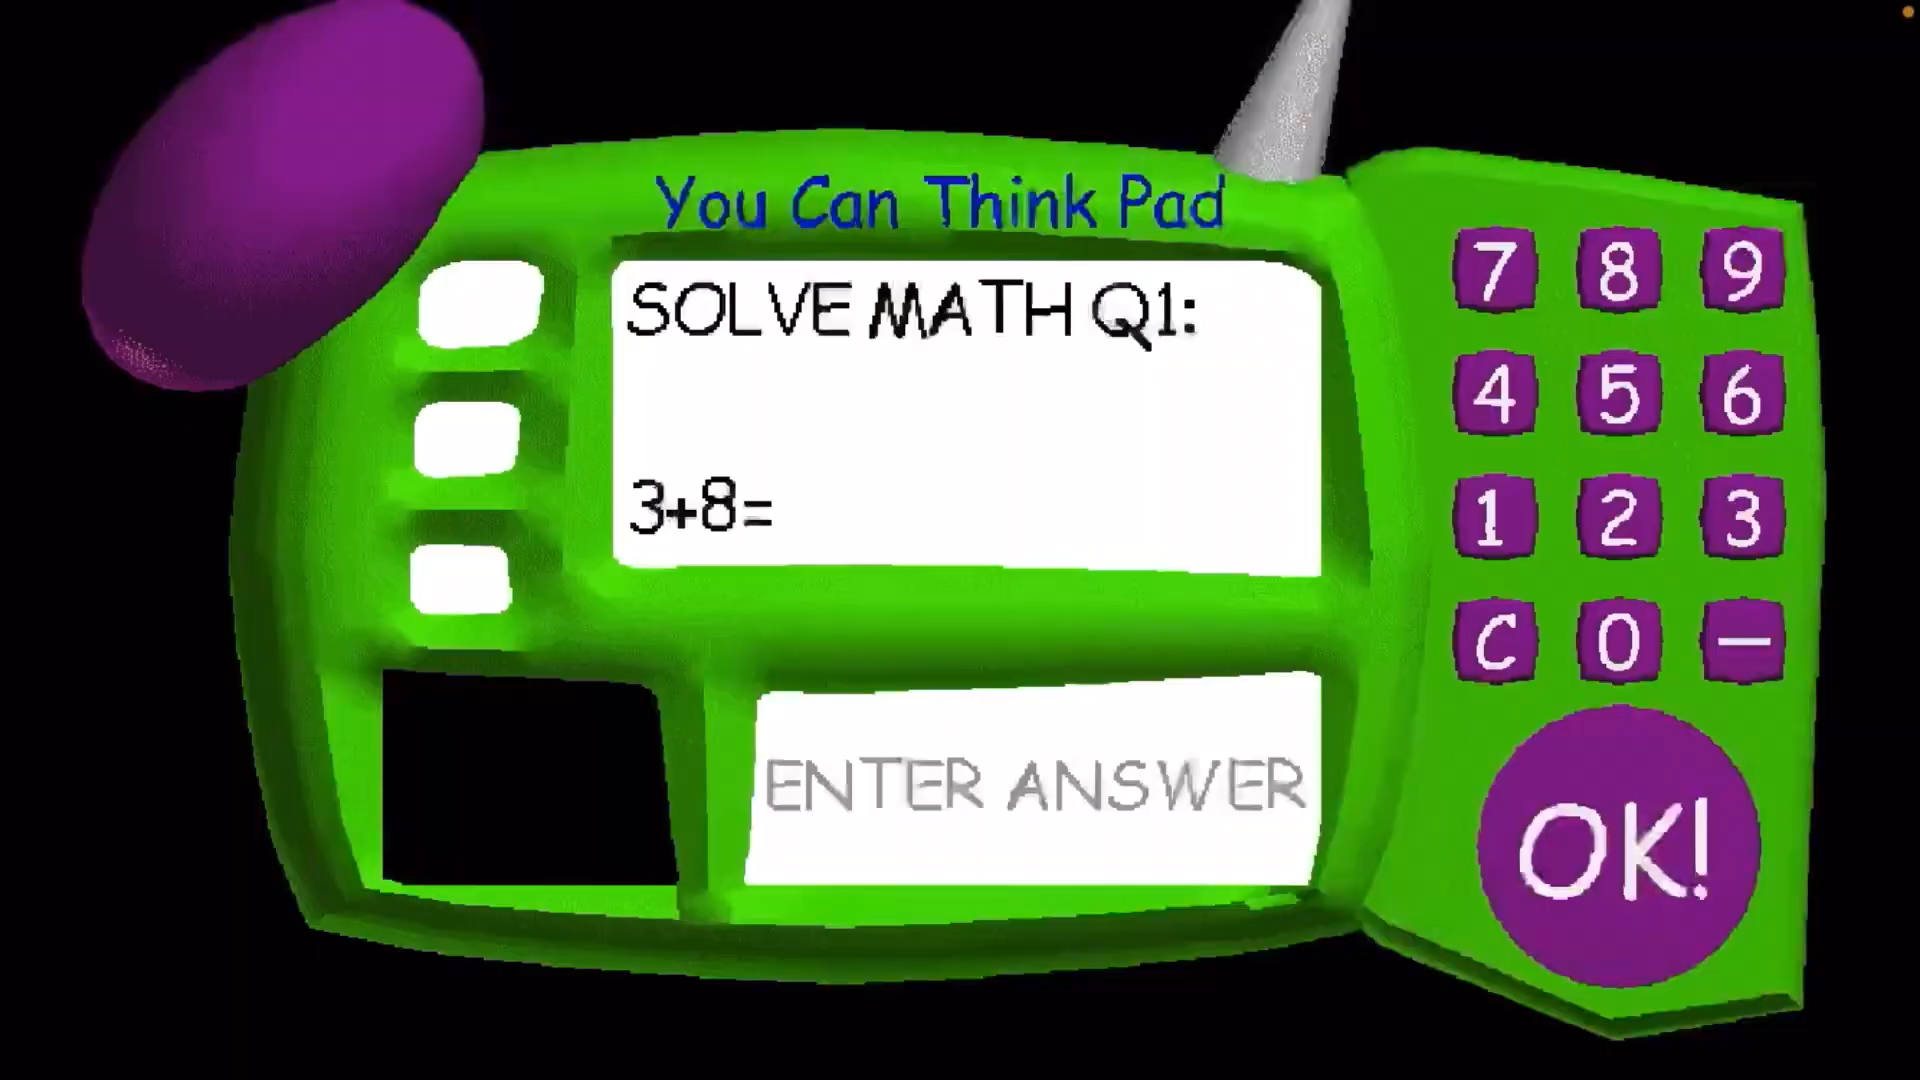 You Can Think Pad
SOLVE MATH Q1:
3+8=
ENTER ANSWER
7 8 9
4 5 6
1 2 3
C 0 —
OK!